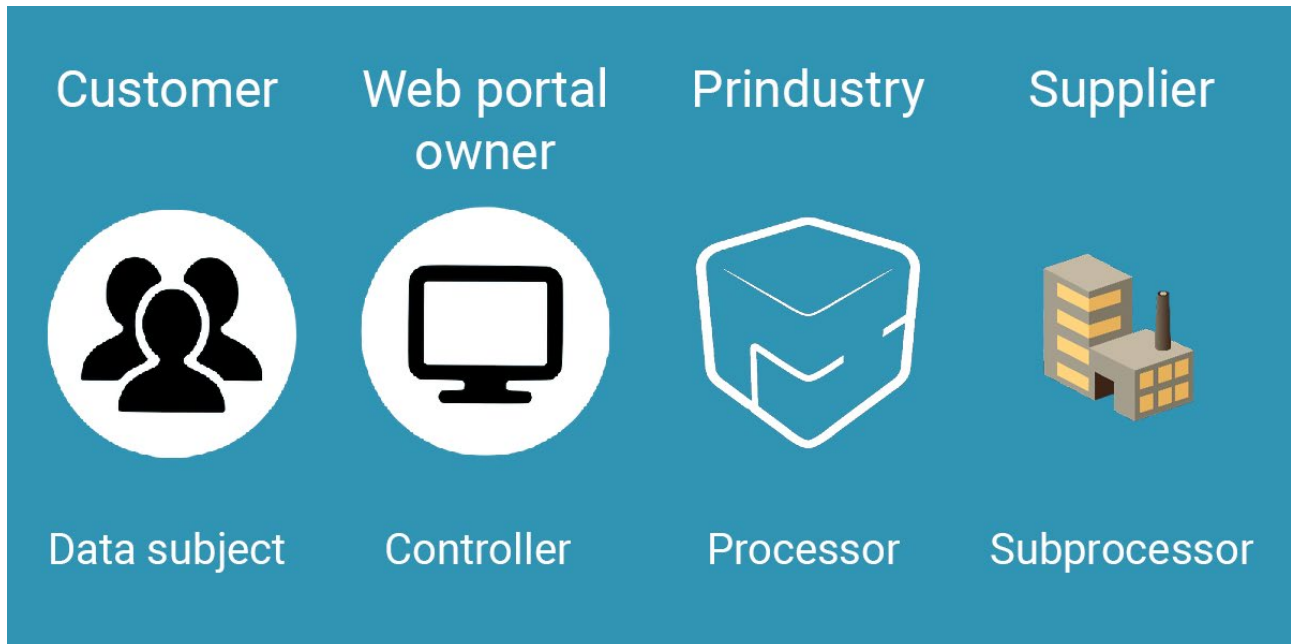 Customer
Web portal
owner
Prindustry
Supplier
Data subject
Controller
Processor
Subprocessor